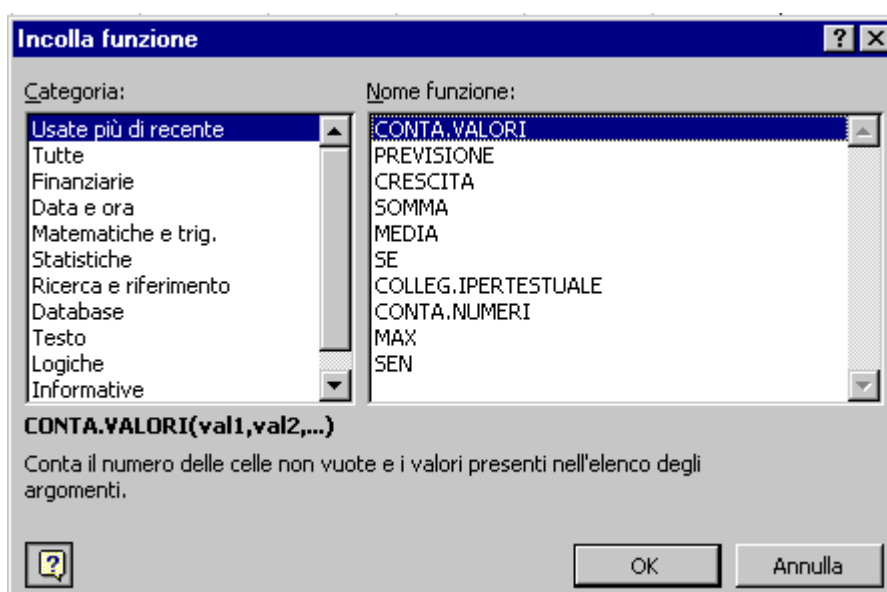 Incolla funzione
Categoria:
Usate più di recente
Tutte
Finanziarie
Data e ora
Matematiche e trig.
Statistiche
Ricerca e riferimento
Database
Testo
Logiche
Informative
Nome funzione:
CONTA.VALORI
PREVISIONE
CRESCITA
SOMMA
MEDIA
SE
COLLEG.IPERTESTUALE
CONTA.NUMERI
MAX
SEN
CONTA.VALORI(val1,val2,...)
Conta il numero delle celle non vuote e i valori presenti nell'elenco degli
argomenti.
OK
Annulla